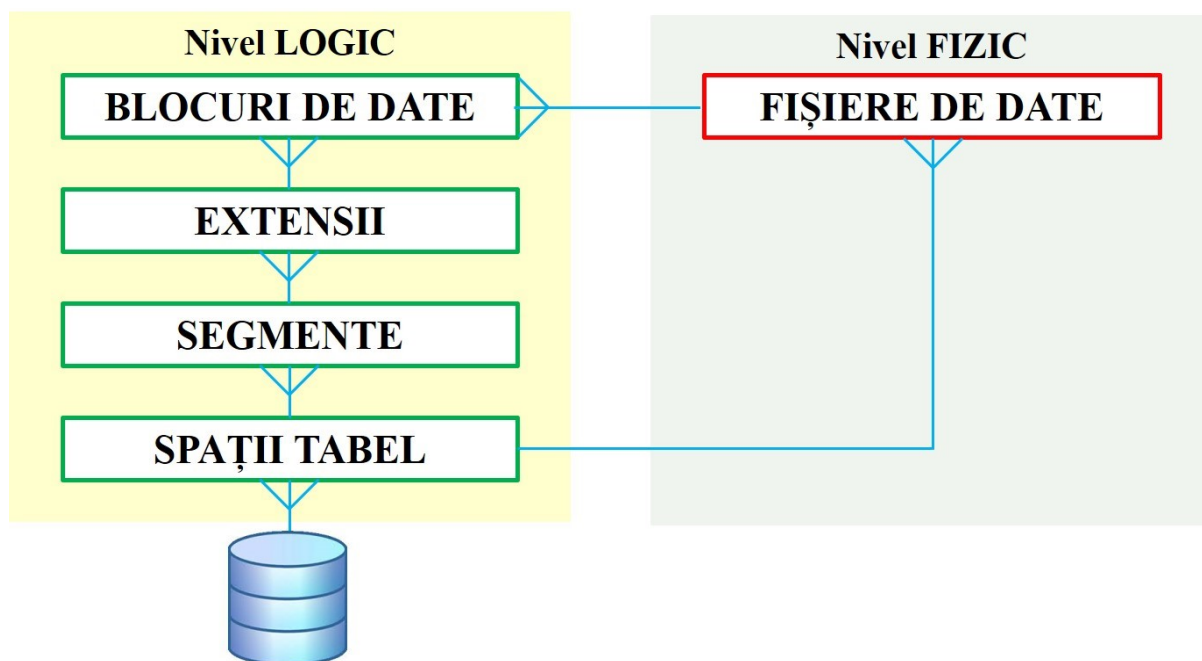 Nivel LOGIC
BLOCURI DE DATE
EXTENSII
SEGMENTE
SPAȚII TABEL
Nivel FIZIC
FIȘIERE DE DATE